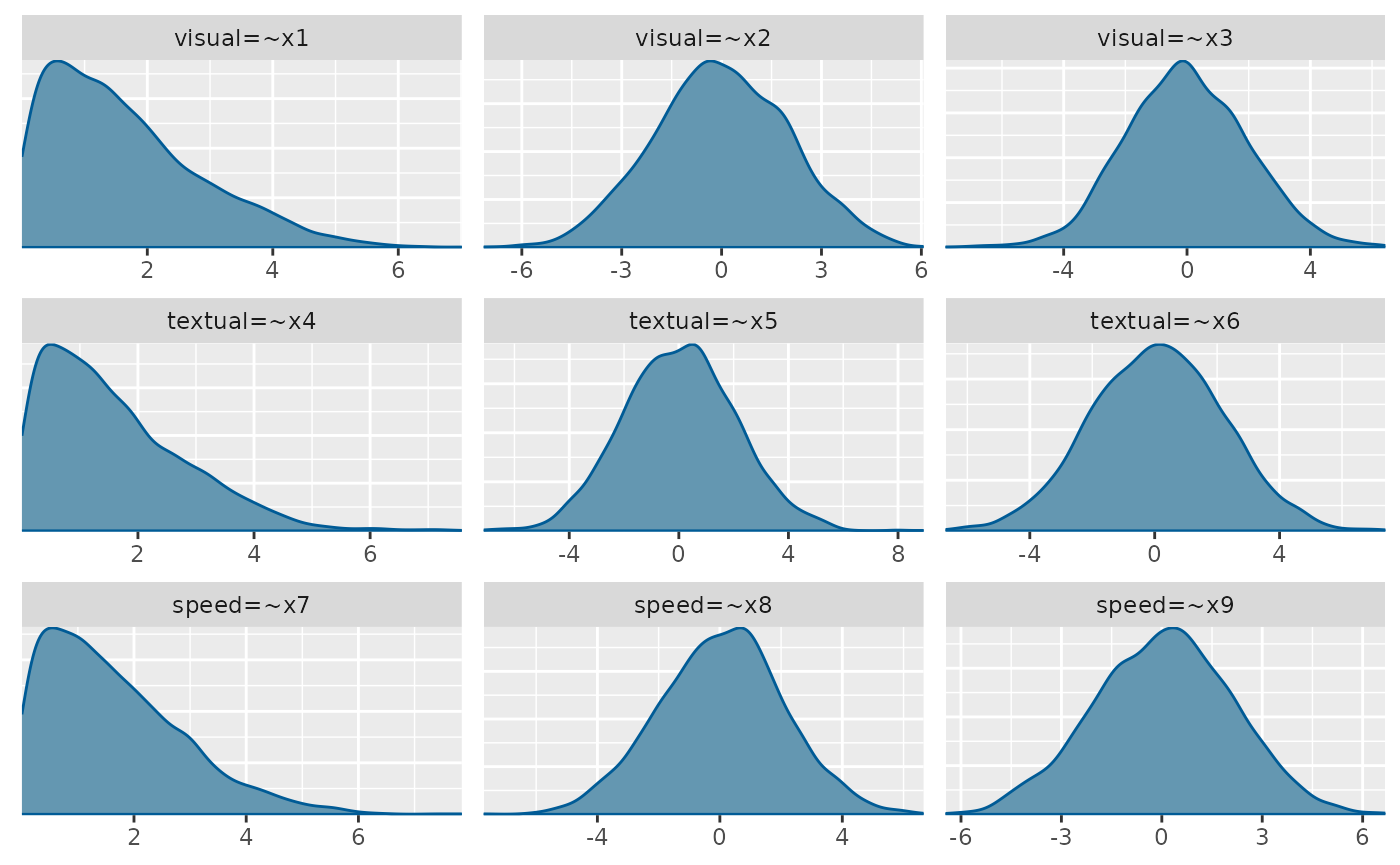 visual=~x1 visual=~x2 visual=~x3
2 4 6 -6 -3 0 3 6 -4 0 4
textual=~x4 textual=~x5 textual=~x6
2 4 6 -4 0 4 8 -4 0 4
speed=~x7 speed=~x8 speed=~x9
2 4 6 -4 0 4 -6 -3 0 3 6